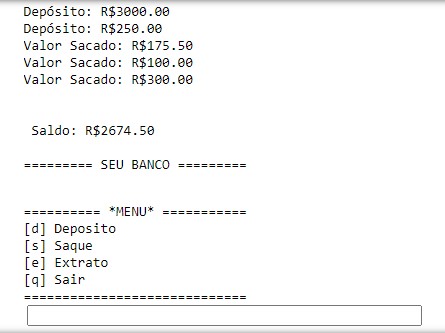 Depósito: R$3000.00
Depósito: R$250.00
Valor Sacado: R$175.50
Valor Sacado: R$100.00
Valor Sacado: R$300.00
Saldo: R$2674.50
========= SEU BANCO =========
========== *MENU* ===========
[d] Deposito
[s] Saque
[e] Extrato
[q] Sair
=============================